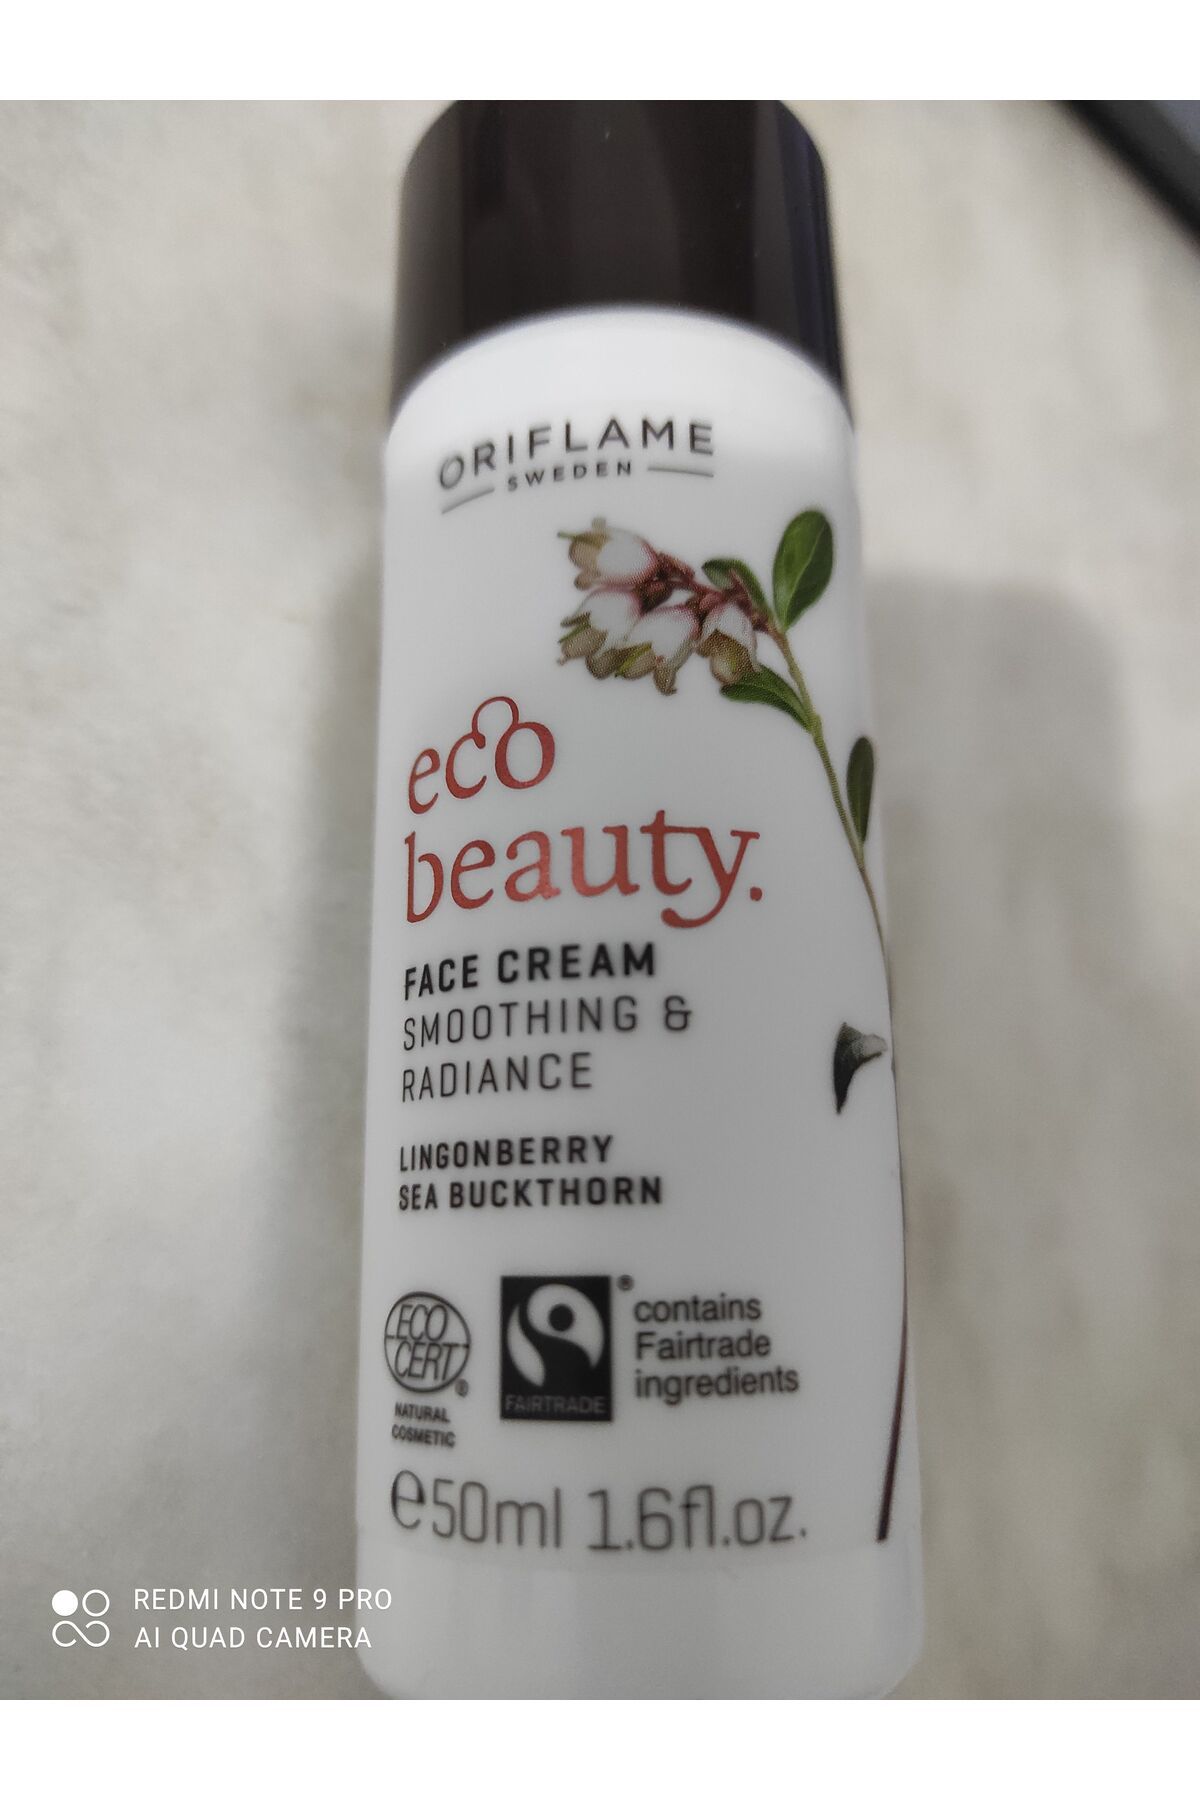 ORIFLAME
SWEDEN
eco
beauty.
FACE CREAM
SMOOTHING &
RADIANCE
LINGONBERRY
SEA BUCKTHORN
ECO
CERT®
NATURAL
COSMETIC
FAIRTRADE
®
contains
Fairtrade
ingredients
℮50ml 1.6fl.oz.
REDMI NOTE 9 PRO
AI QUAD CAMERA